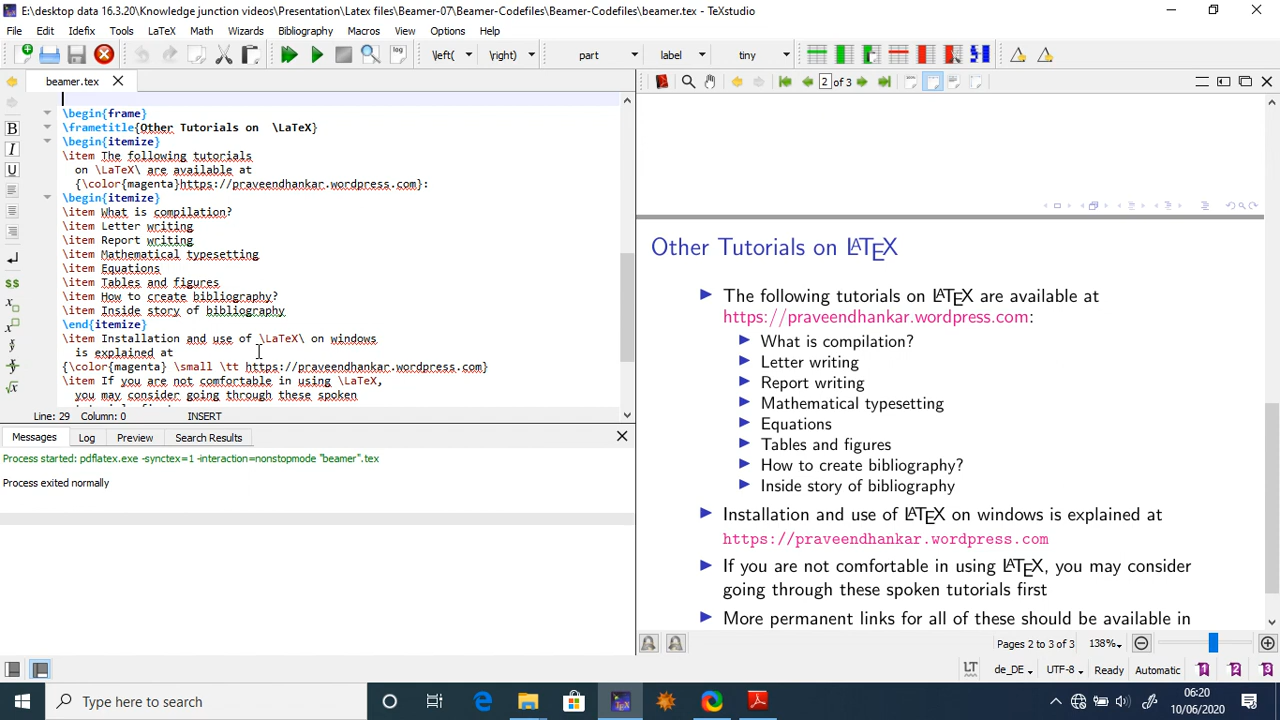 E:\desktop data 16.3.20\Knowledge junction videos\Presentation\Latex files\Beamer-07\Beamer-Codefiles\Beamer-Codefiles\beamer.tex - TeXstudio
File Edit Idefix Tools LaTeX Math Wizards Bibliography Macros View Options Help
\left( \right) part label tiny
beamer.tex
2 of 3
\begin{frame}
\frametitle{Other Tutorials on \LaTeX}
\begin{itemize}
\item The following tutorials
on \LaTeX\ are available at
{\color{magenta}https://praveendhankar.wordpress.com}:
\begin{itemize}
\item What is compilation?
\item Letter writing
\item Report writing
\item Mathematical typesetting
\item Equations
\item Tables and figures
\item How to create bibliography?
\item Inside story of bibliography
\end{itemize}
\item Installation and use of \LaTeX\ on windows
is explained at
{\color{magenta} \small \tt https://praveendhankar.wordpress.com}
\item If you are not comfortable in using \LaTeX,
you may consider going through these spoken
Line: 29 Column: 0 INSERT
Messages Log Preview Search Results
Process started: pdflatex.exe -synctex=1 -interaction=nonstopmode "beamer".tex
Process exited normally
Other Tutorials on LATEX
The following tutorials on LATEX are available at
https://praveendhankar.wordpress.com:
What is compilation?
Letter writing
Report writing
Mathematical typesetting
Equations
Tables and figures
How to create bibliography?
Inside story of bibliography
Installation and use of LATEX on windows is explained at
https://praveendhankar.wordpress.com
If you are not comfortable in using LATEX, you may consider
going through these spoken tutorials first
More permanent links for all of these should be available in
Pages 2 to 3 of 3 138%
LT de_DE UTF-8 Ready Automatic 1 2 3
Type here to search
06:20
10/06/2020